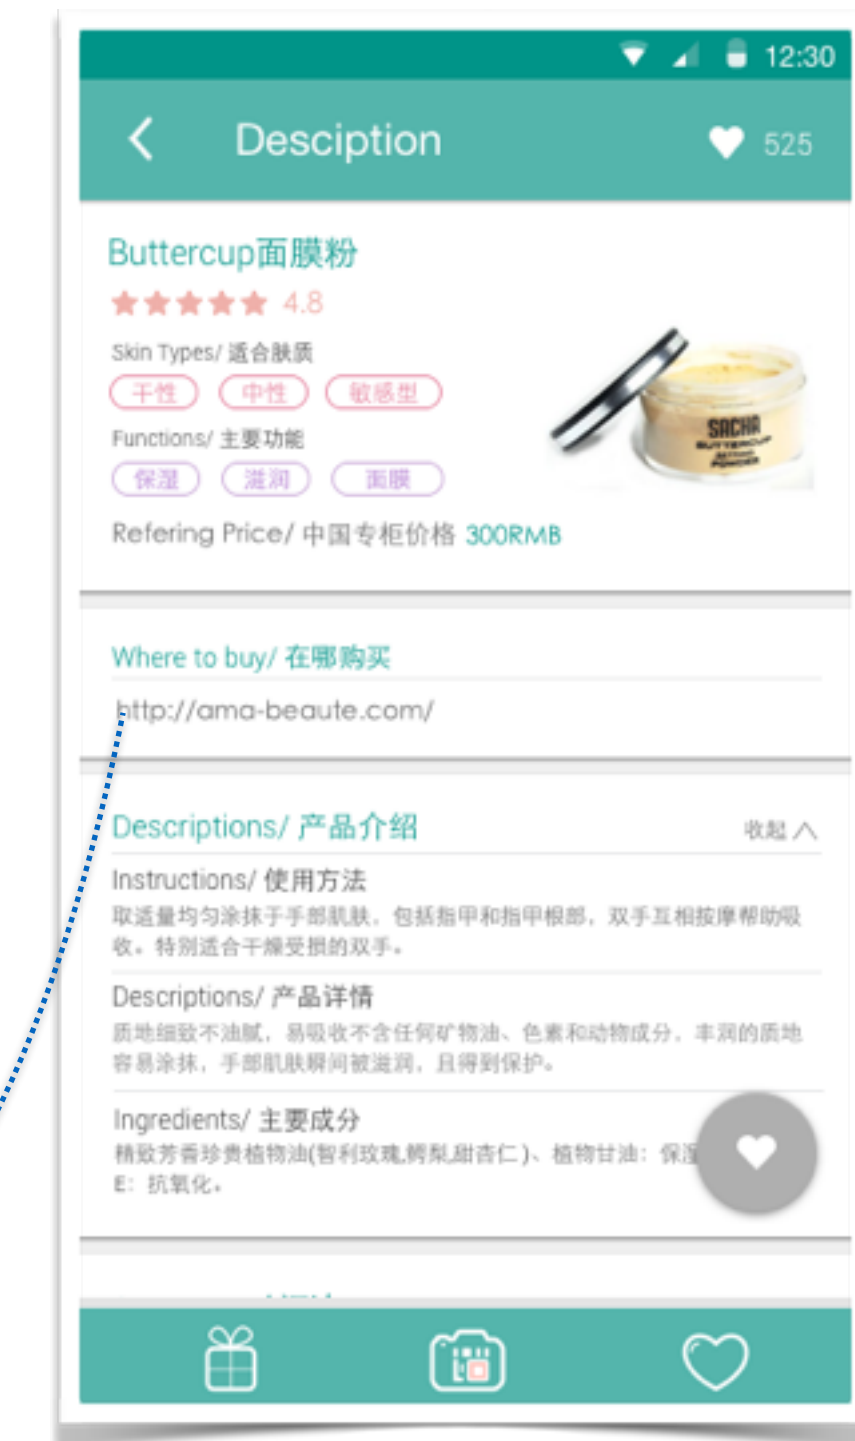 12:30
Desciption 525
Buttercup面膜粉
4.8
Skin Types/ 适合肤质
干性 中性 敏感型
Functions/ 主要功能
保湿 滋润 面膜
SACHA
BUTTERCUP
SETTING
POWDER
Refering Price/ 中国专柜价格 300RMB
Where to buy/ 在哪购买
http://ama-beaute.com/
Descriptions/ 产品介绍 收起
Instructions/ 使用方法
取适量均匀涂抹于手部肌肤，包括指甲和指甲根部，双手互相按摩帮助吸
收。特别适合干燥受损的双手。
Descriptions/ 产品详情
质地细致不油腻，易吸收不含任何矿物油、色素和动物成分，丰润的质地
容易涂抹，手部肌肤瞬间被滋润，且得到保护。
Ingredients/ 主要成分
精致芳香珍贵植物油(智利玫瑰,鳄梨,甜杏仁)、植物甘油：保湿
E：抗氧化。